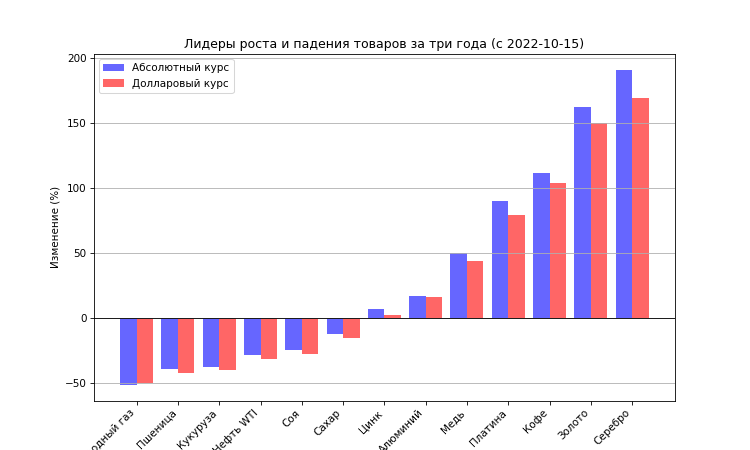 Лидеры роста и падения товаров за три года (с 2022-10-15)
Абсолютный курс
Долларовый курс
Изменение (%)
200
150
100
50
0
−50
одный газ
Пшеница
Кукуруза
Нефть WTI
Соя
Сахар
Цинк
Алюминий
Медь
Платина
Кофе
Золото
Серебро